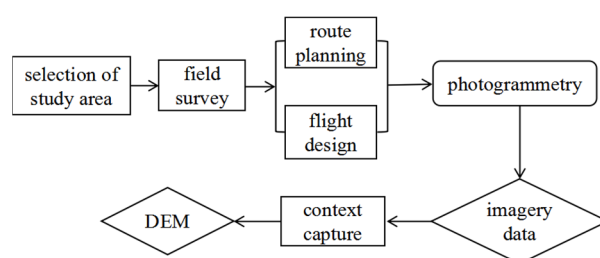 selection of
study area
field
survey
route
planning
flight
design
photogrammetry
imagery
data
context
capture
DEM